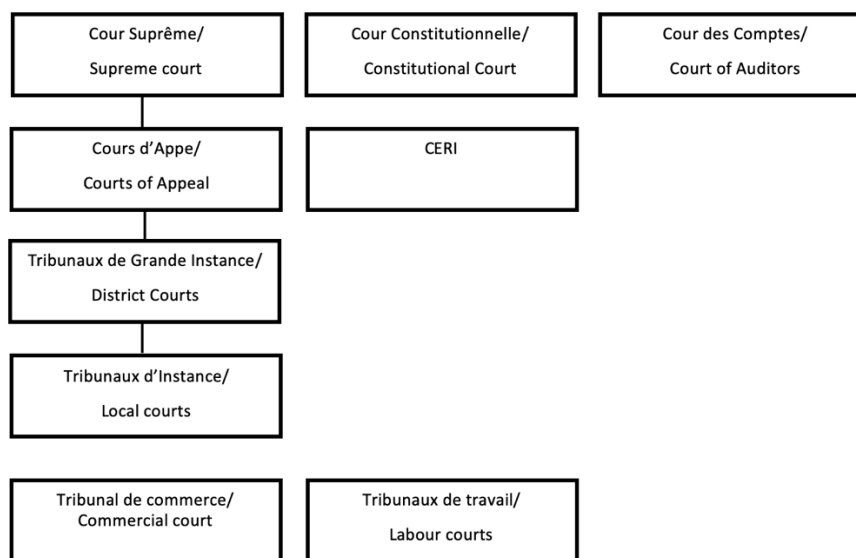 Cour Suprême/
Supreme court
Cour Constitutionnelle/
Constitutional Court
Cour des Comptes/
Court of Auditors
Cours d’Appe/
Courts of Appeal
CERI
Tribunaux de Grande Instance/
District Courts
Tribunaux d’Instance/
Local courts
Tribunal de commerce/
Commercial court
Tribunaux de travail/
Labour courts